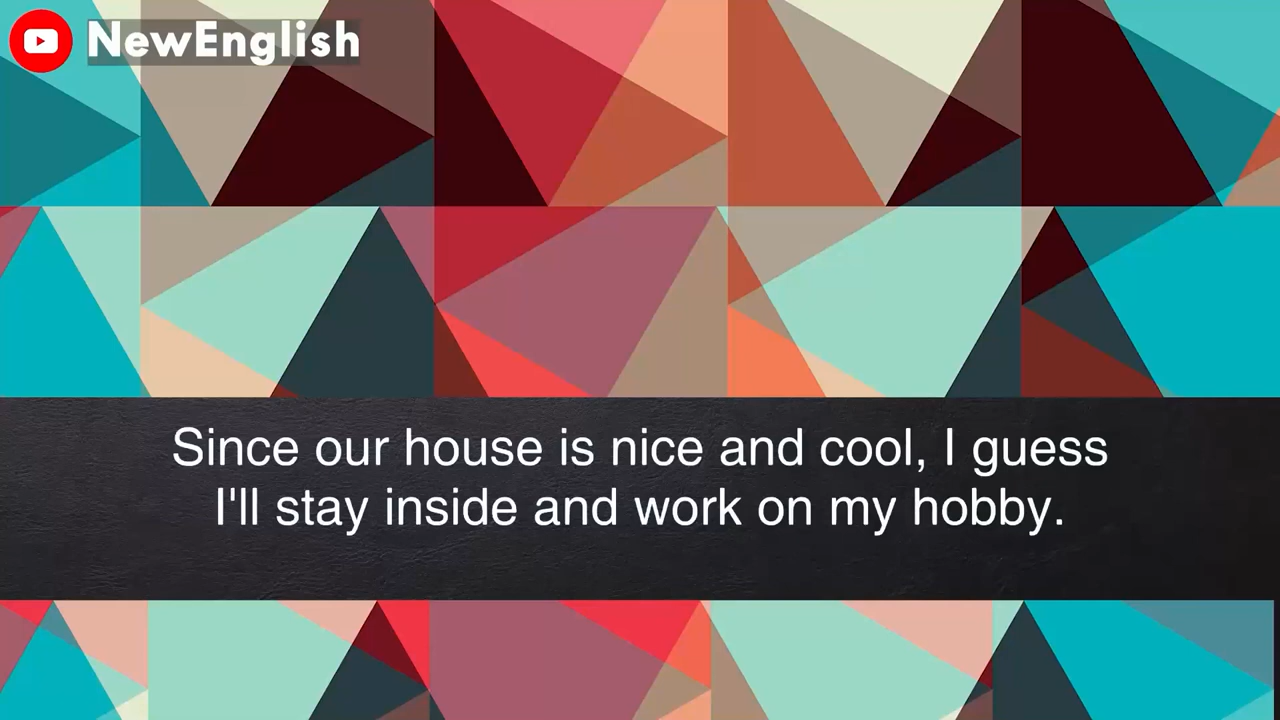 NewEnglish
Since our house is nice and cool, I guess
I'll stay inside and work on my hobby.